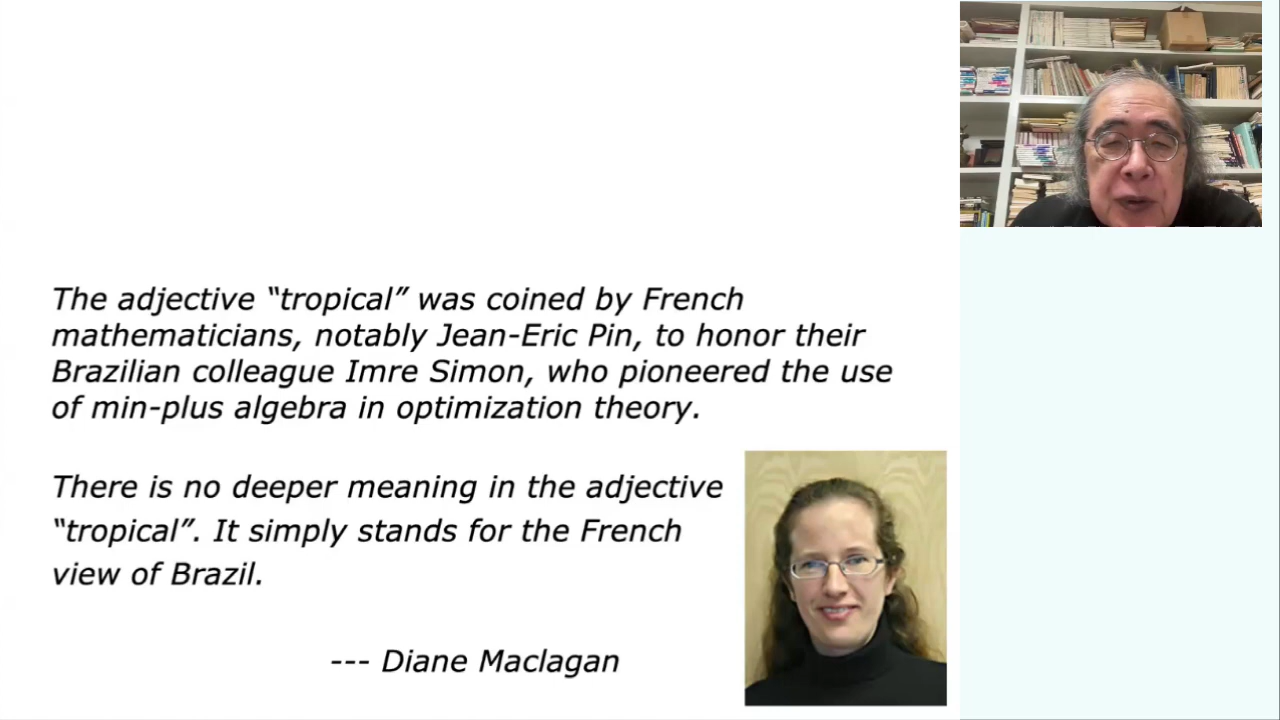 The adjective “tropical” was coined by French
mathematicians, notably Jean-Eric Pin, to honor their
Brazilian colleague Imre Simon, who pioneered the use
of min-plus algebra in optimization theory.
There is no deeper meaning in the adjective
“tropical”. It simply stands for the French
view of Brazil.
--- Diane Maclagan